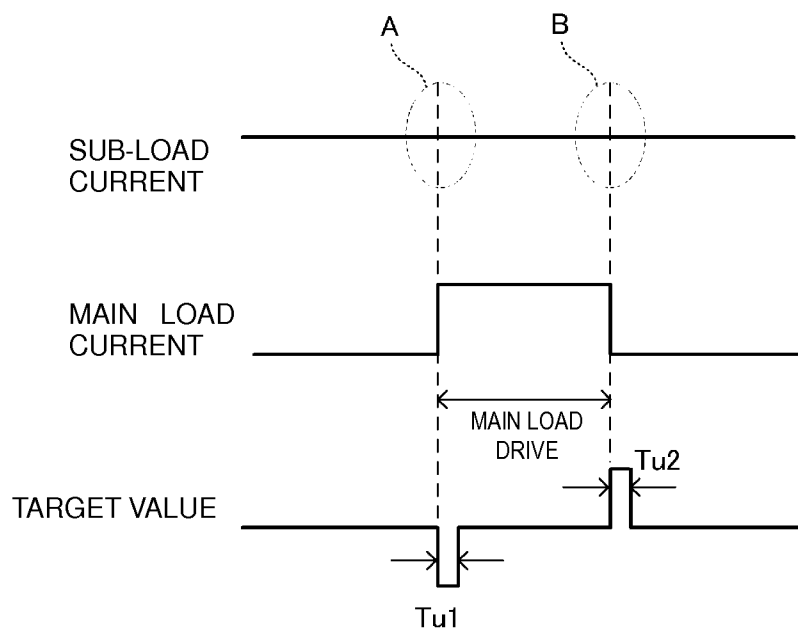 A
B
SUB-LOAD
CURRENT
MAIN LOAD
CURRENT
MAIN LOAD
DRIVE
Tu2
TARGET VALUE
Tu1